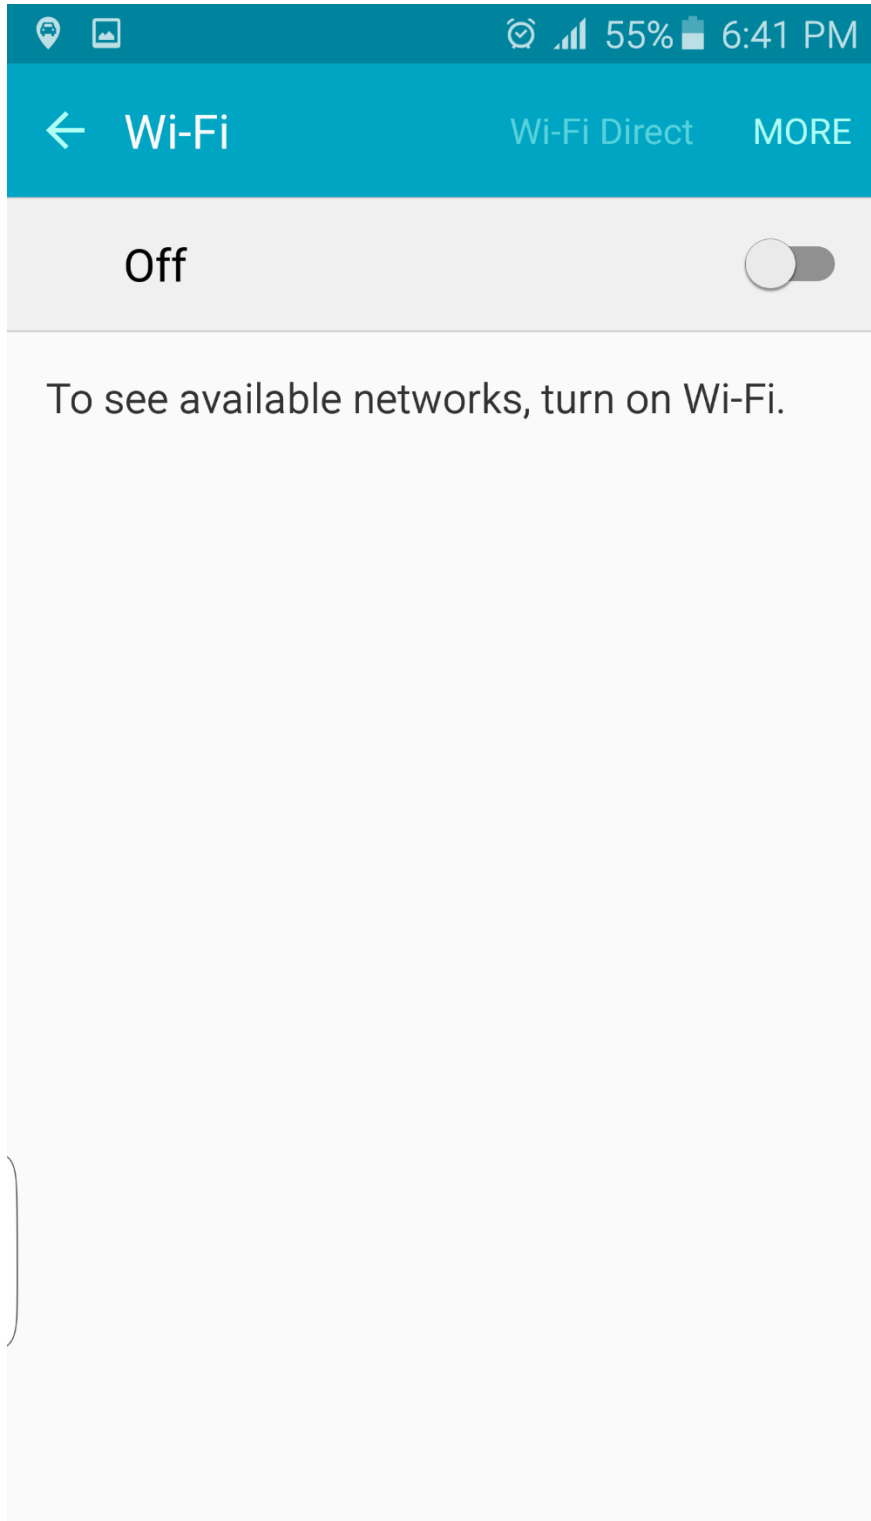 55% 6:41 PM
Wi-Fi Wi-Fi Direct MORE
Off
To see available networks, turn on Wi-Fi.